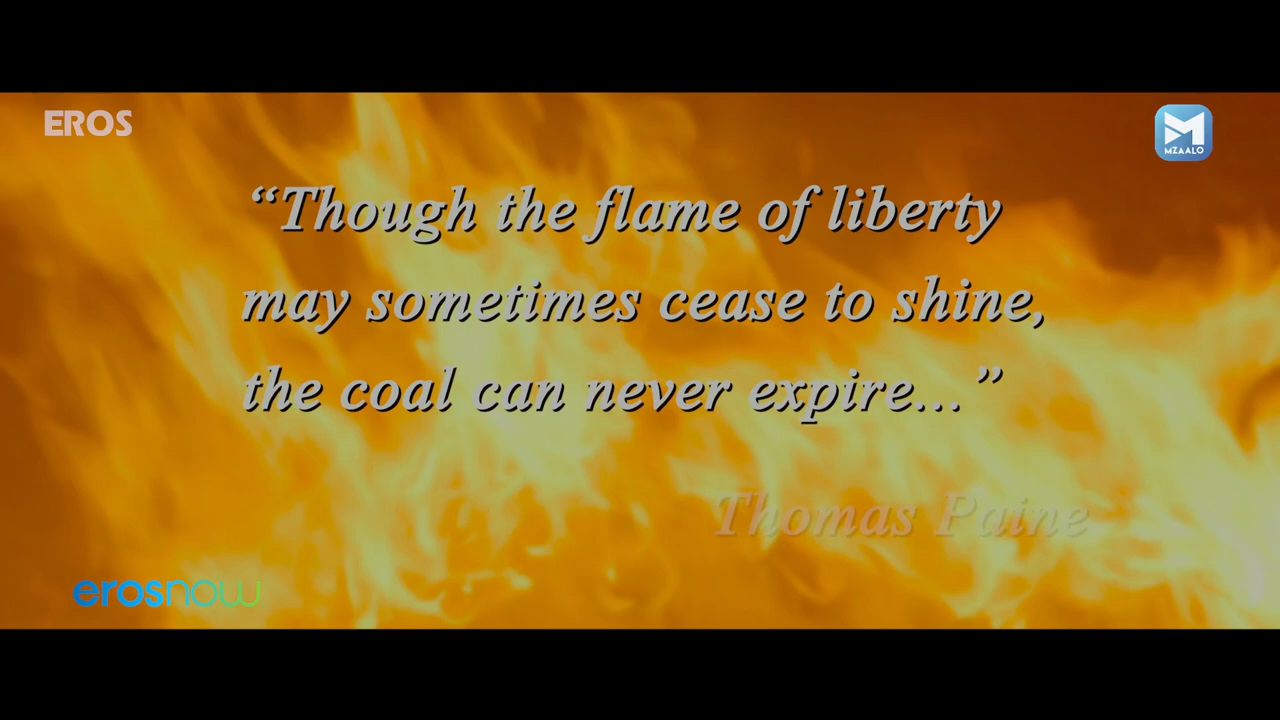 EROS
MZAALO
“Though the flame of liberty
may sometimes cease to shine,
the coal can never expire...”
Thomas Paine
erosnow